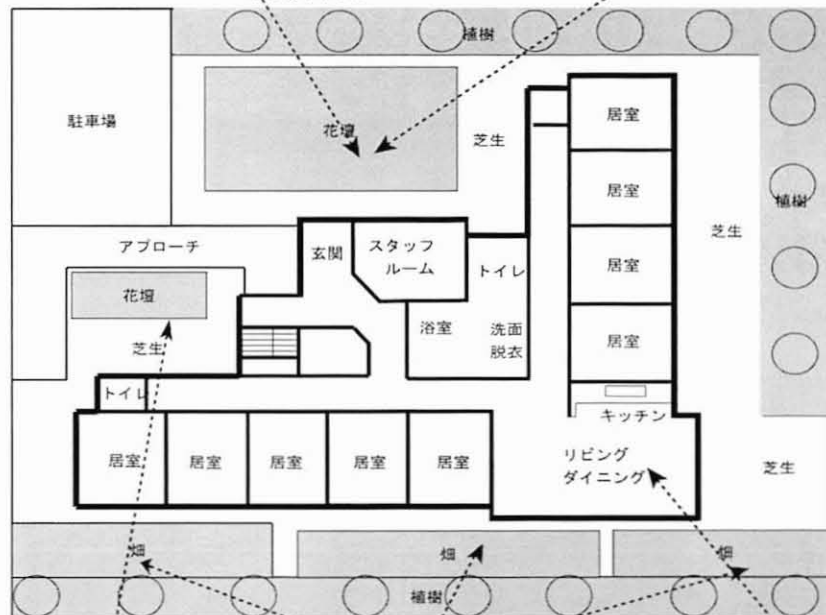 植樹
駐車場
花壇
芝生
居室
居室
植樹
芝生
アプローチ
玄関
スタッフ
ルーム
トイレ
居室
花壇
浴室
洗面
脱衣
居室
芝生
トイレ
キッチン
居室
居室
居室
居室
居室
リビング
ダイニング
芝生
畑
畑
畑
植樹